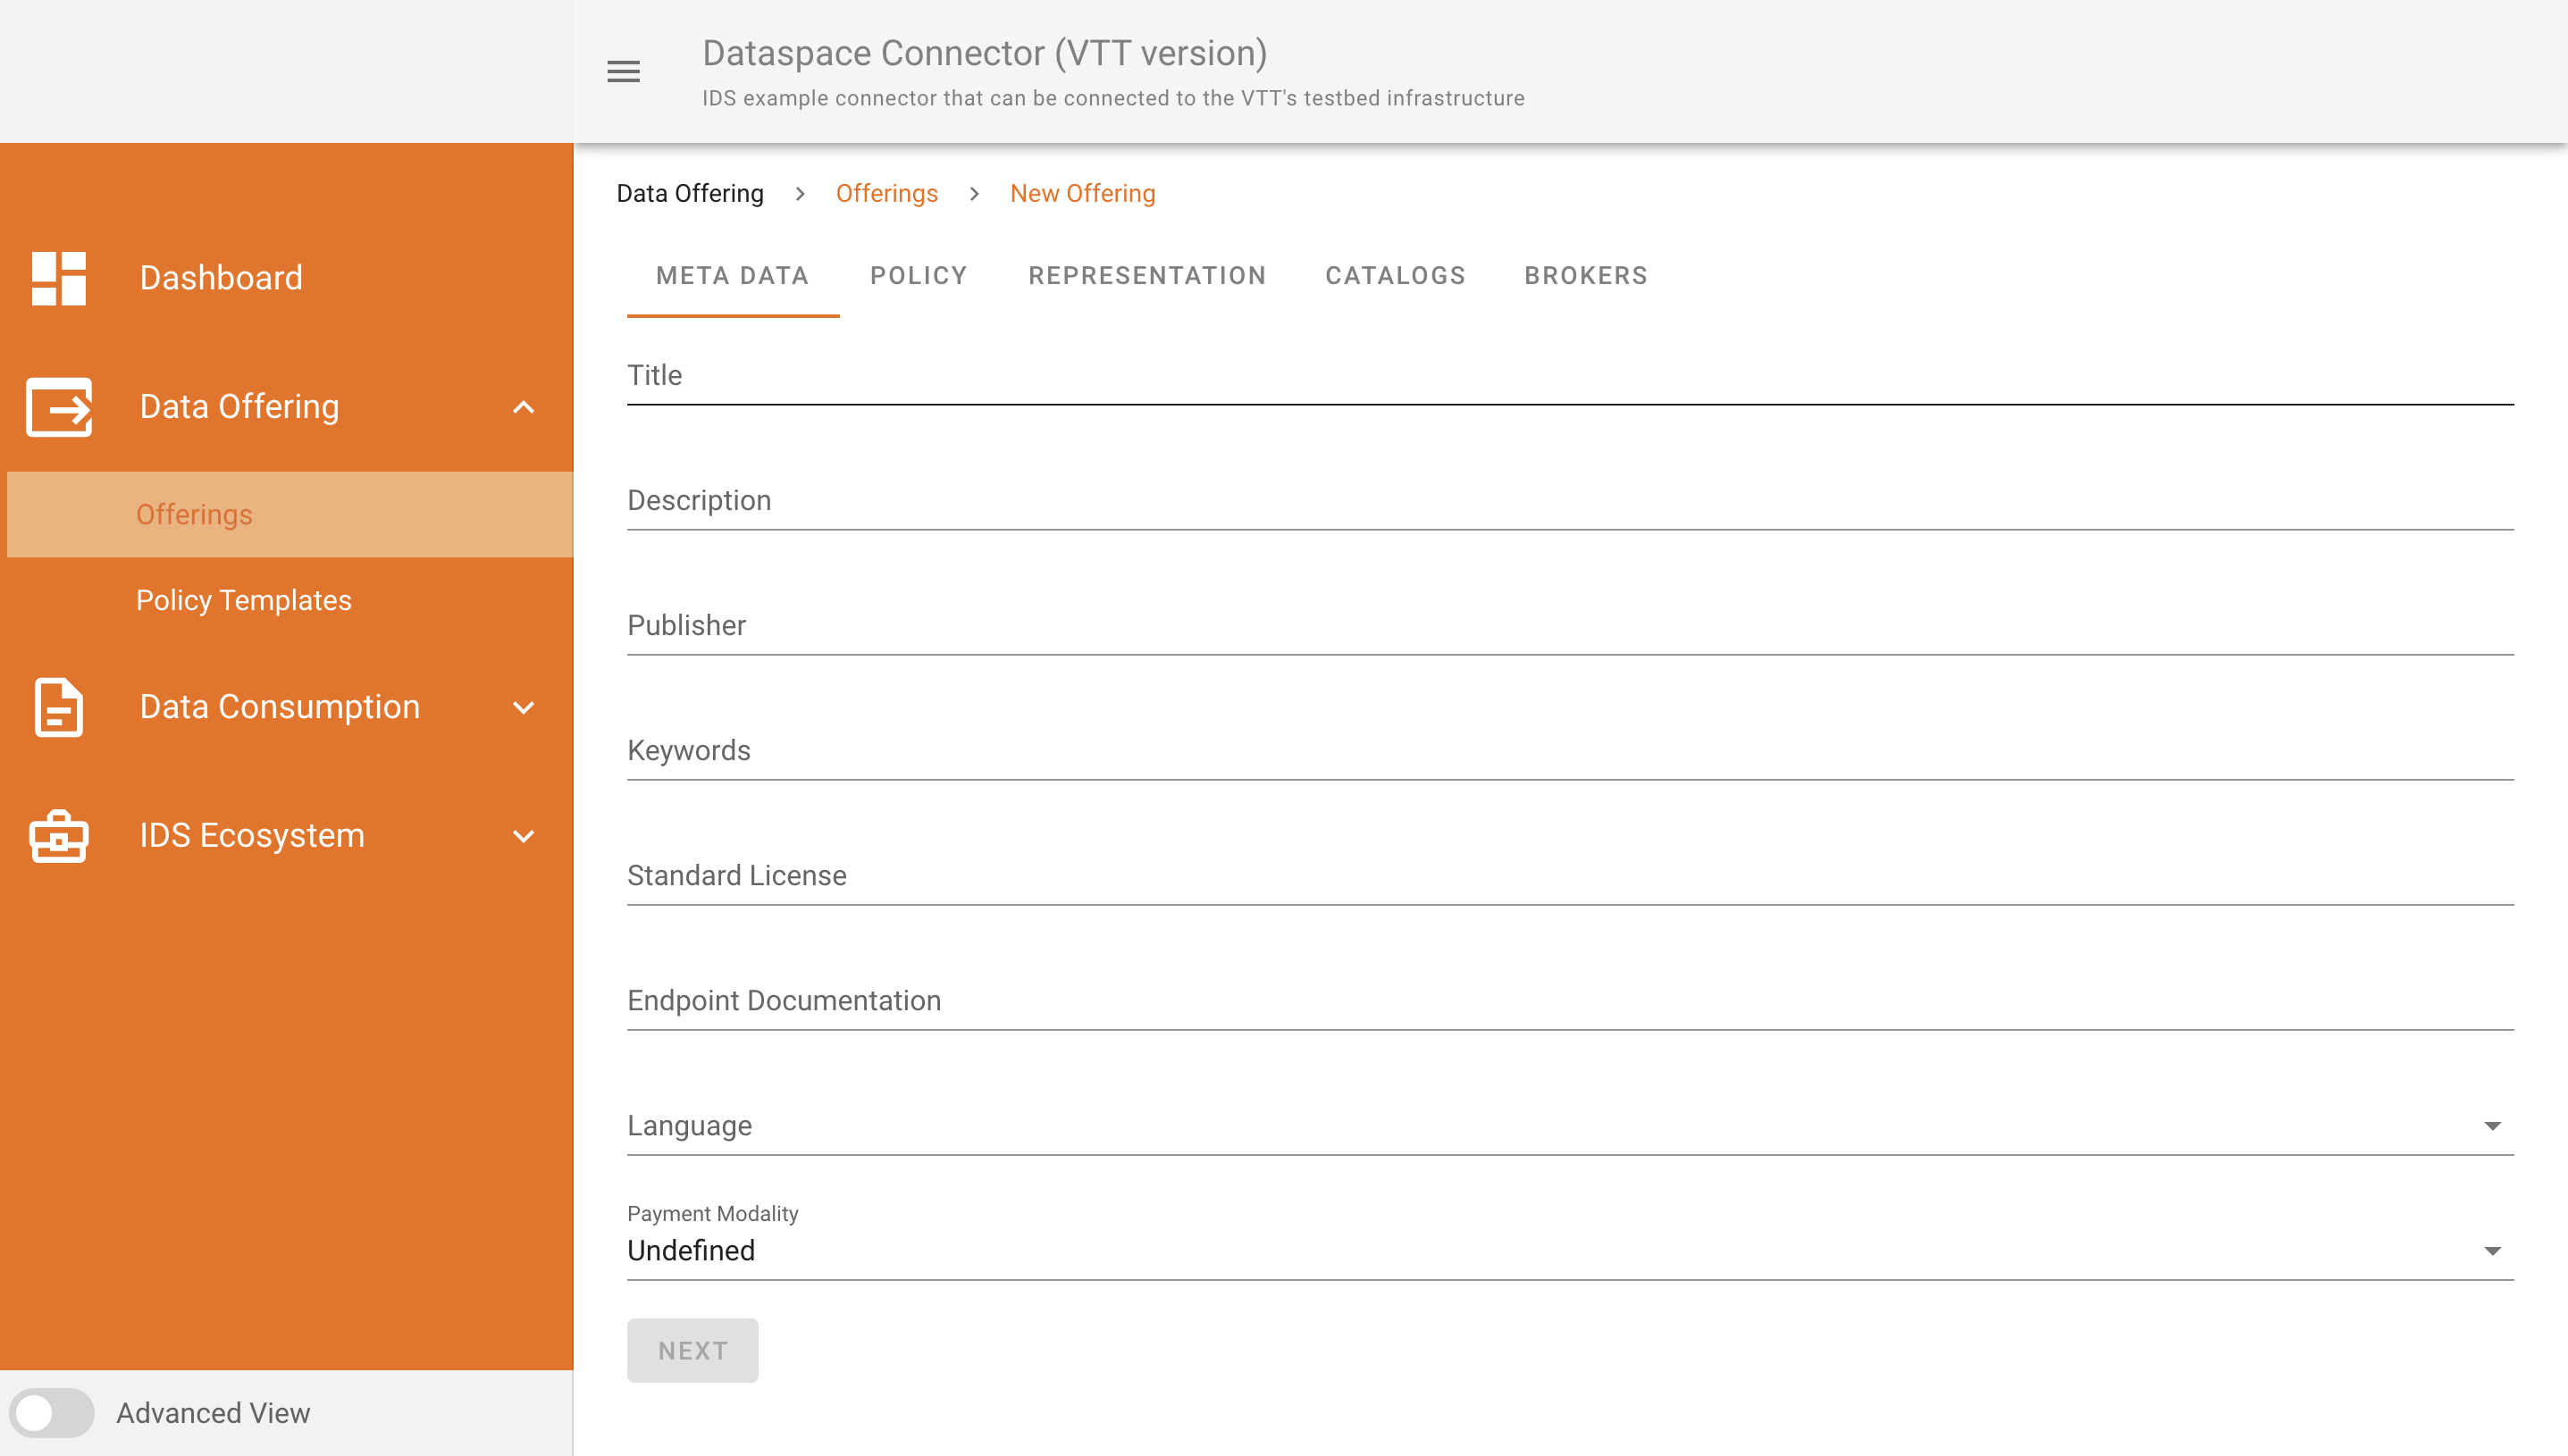 Dataspace Connector (VTT version)
IDS example connector that can be connected to the VTT's testbed infrastructure
Dashboard
Data Offering
Offerings
Policy Templates
Data Consumption
IDS Ecosystem
Advanced View
Data Offering > Offerings > New Offering
META DATA POLICY REPRESENTATION CATALOGS BROKERS
Title
Description
Publisher
Keywords
Standard License
Endpoint Documentation
Language
Payment Modality
Undefined
NEXT